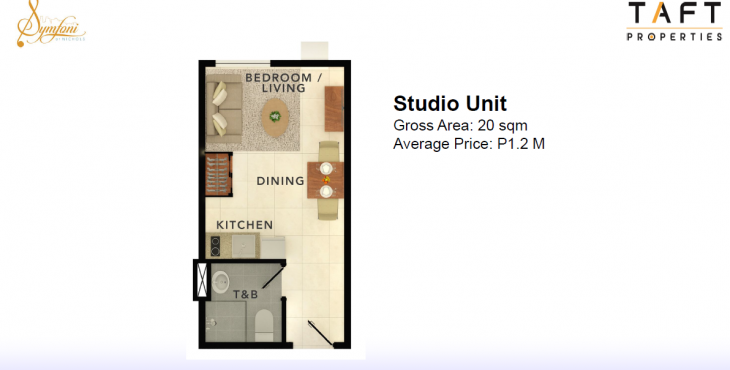 Symfoni
TAFT
PROPERTIES
BEDROOM /
LIVING
Studio Unit
Gross Area: 20 sqm
Average Price: P1.2 M
DINING
KITCHEN
T&B